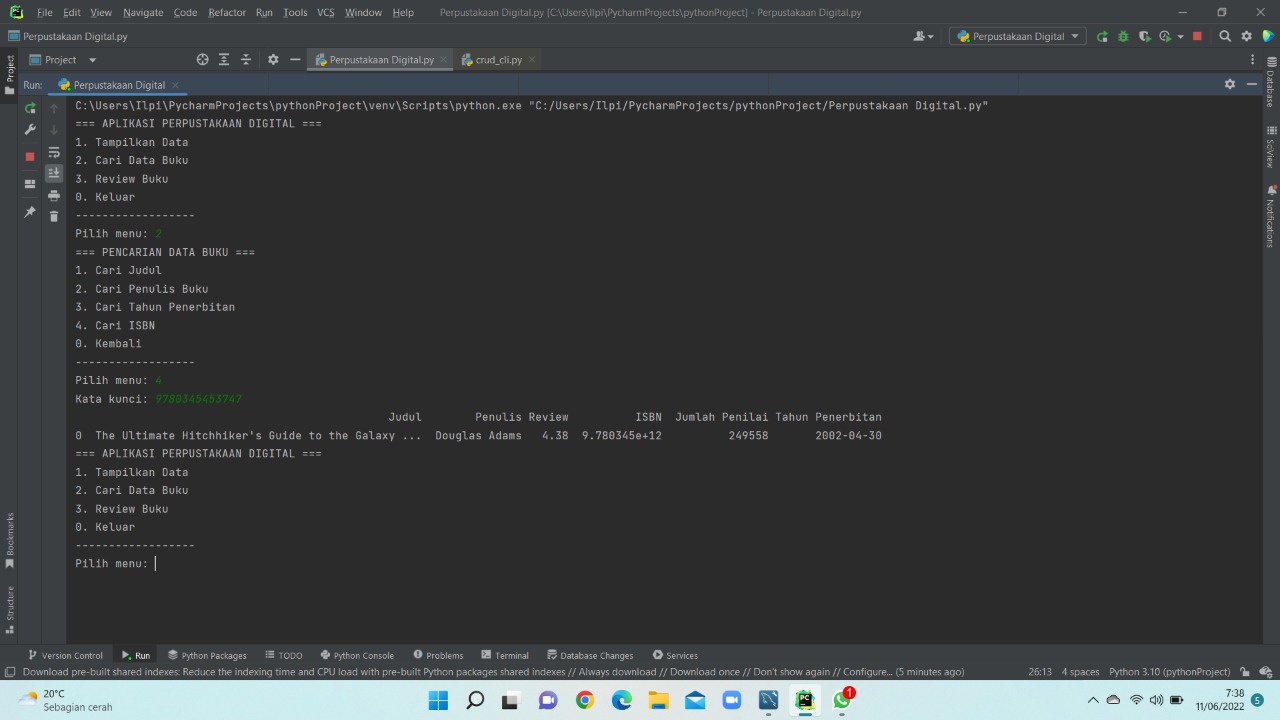 File Edit View Navigate Code Refactor Run Tools VCS Window Help Perpustakaan Digital.py [C:\Users\Ilpi\PycharmProjects\pythonProject] - Perpustakaan Digital.py
Perpustakaan Digital.py Perpustakaan Digital
Project Perpustakaan Digital.py crud_cli.py
Run: Perpustakaan Digital
C:\Users\Ilpi\PycharmProjects\pythonProject\venv\Scripts\python.exe "C:/Users/Ilpi/PycharmProjects/pythonProject/Perpustakaan Digital.py"
=== APLIKASI PERPUSTAKAAN DIGITAL ===
1. Tampilkan Data
2. Cari Data Buku
3. Review Buku
0. Keluar
------------------
Pilih menu: 2
=== PENCARIAN DATA BUKU ===
1. Cari Judul
2. Cari Penulis Buku
3. Cari Tahun Penerbitan
4. Cari ISBN
0. Kembali
------------------
Pilih menu: 4
Kata kunci: 9780345453747
Judul Penulis Review ISBN Jumlah Penilai Tahun Penerbitan
0 The Ultimate Hitchhiker's Guide to the Galaxy ... Douglas Adams 4.38 9.780345e+12 249558 2002-04-30
=== APLIKASI PERPUSTAKAAN DIGITAL ===
1. Tampilkan Data
2. Cari Data Buku
3. Review Buku
0. Keluar
------------------
Pilih menu:
Project
Bookmarks
Structure
Database
SciView
Notifications
Version Control Run Python Packages TODO Python Console Problems Terminal Database Changes Services
Download pre-built shared indexes: Reduce the indexing time and CPU load with pre-built Python packages shared indexes // Always download // Download once // Don't show again // Configure... (5 minutes ago) 26:13 4 spaces Python 3.10 (pythonProject)
20°C
Sebagian cerah
PC
1
7:38
11/06/2022
5